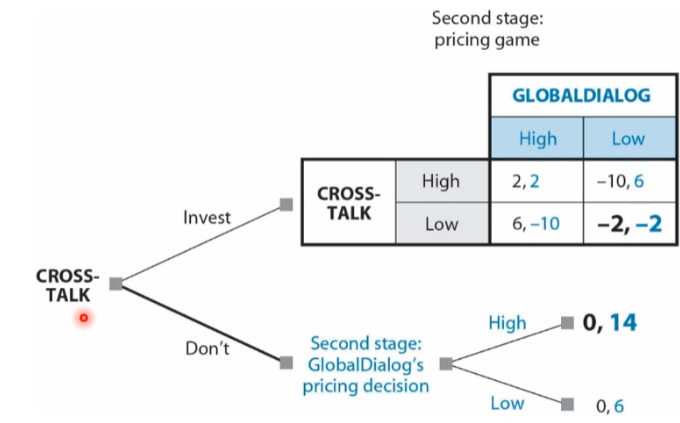 Second stage:
pricing game
GLOBALDIALOG
High Low
CROSS-
TALK
High 2, 2 –10, 6
Low 6, –10 –2, –2
Invest
CROSS-
TALK
Don't
Second stage:
GlobalDialog's
pricing decision
High 0, 14
Low 0, 6